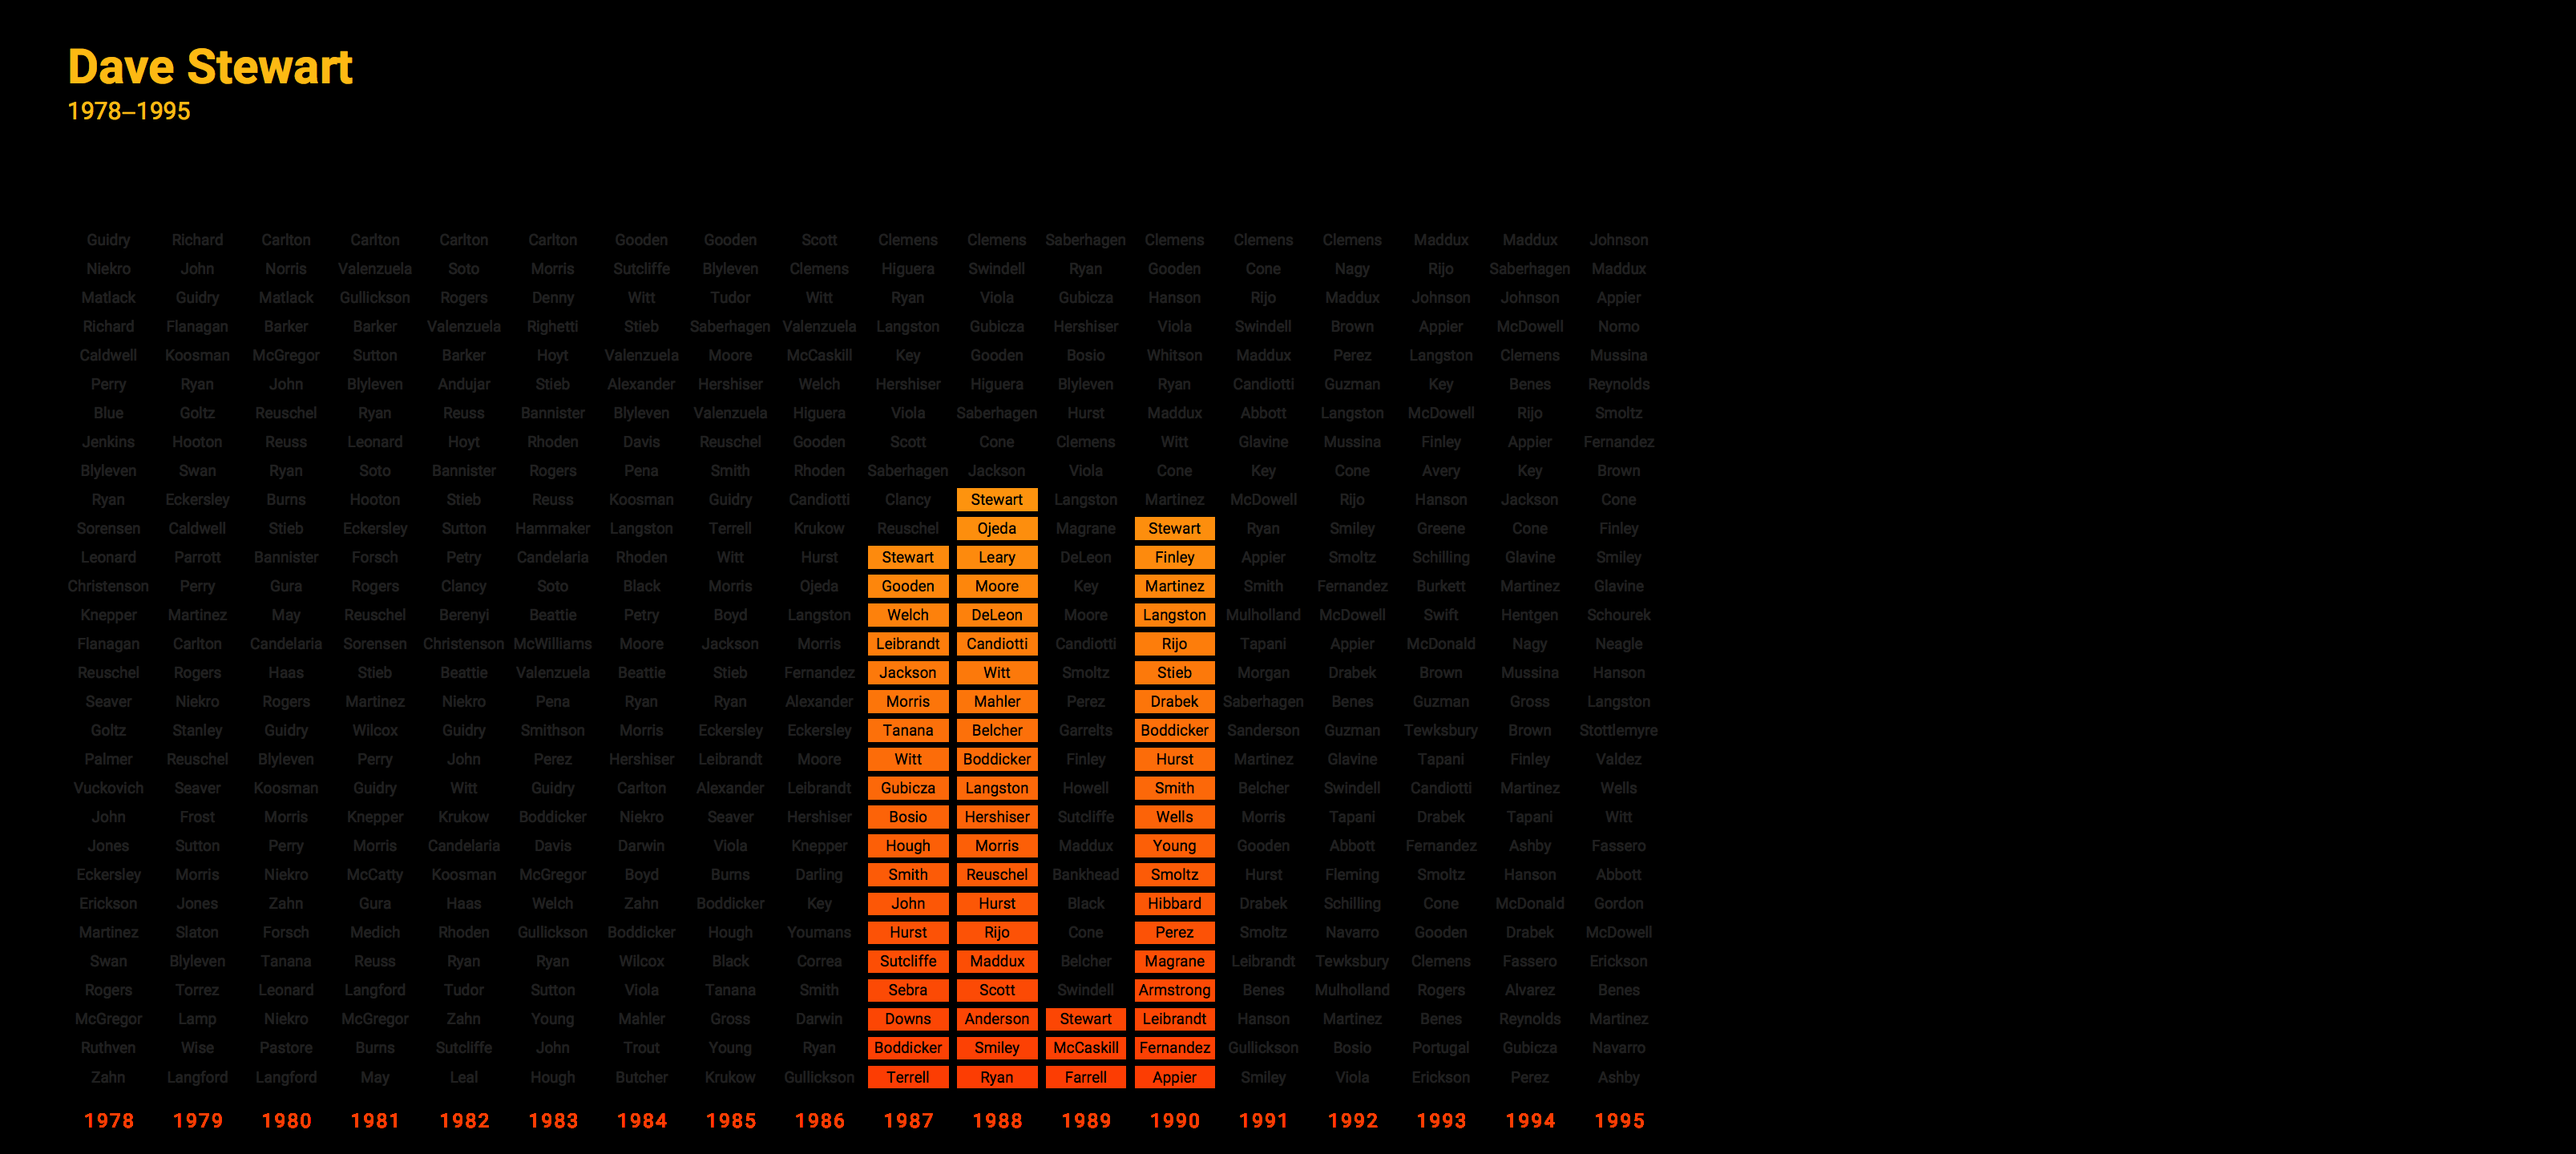 Dave Stewart
1978–1995
Guidry Richard Carlton Carlton Carlton Carlton Gooden Gooden Scott Clemens Clemens Saberhagen Clemens Clemens Clemens Maddux Maddux Johnson
Niekro John Norris Valenzuela Soto Morris Sutcliffe Blyleven Clemens Higuera Swindell Ryan Gooden Cone Nagy Rijo Saberhagen Maddux
Matlack Guidry Matlack Gullickson Rogers Denny Witt Tudor Witt Ryan Viola Gubicza Hanson Rijo Maddux Johnson Johnson Appier
Richard Flanagan Barker Barker Valenzuela Righetti Stieb Saberhagen Valenzuela Langston Gubicza Hershiser Viola Swindell Brown Appier McDowell Nomo
Caldwell Koosman McGregor Sutton Barker Hoyt Valenzuela Moore McCaskill Key Gooden Bosio Whitson Maddux Perez Langston Clemens Mussina
Perry Ryan John Blyleven Andujar Stieb Alexander Hershiser Welch Hershiser Higuera Blyleven Ryan Candiotti Guzman Key Benes Reynolds
Blue Goltz Reuschel Ryan Reuss Bannister Blyleven Valenzuela Higuera Viola Saberhagen Hurst Maddux Abbott Langston McDowell Rijo Smoltz
Jenkins Hooton Reuss Leonard Hoyt Rhoden Davis Reuschel Gooden Scott Cone Clemens Witt Glavine Mussina Finley Appier Fernandez
Blyleven Swan Ryan Soto Bannister Rogers Pena Smith Rhoden Saberhagen Jackson Viola Cone Key Cone Avery Key Brown
Ryan Eckersley Burns Hooton Stieb Reuss Koosman Guidry Candiotti Clancy Stewart Langston Martinez McDowell Rijo Hanson Jackson Cone
Sorensen Caldwell Stieb Eckersley Sutton Hammaker Langston Terrell Krukow Reuschel Ojeda Magrane Stewart Ryan Smiley Greene Cone Finley
Leonard Parrott Bannister Forsch Petry Candelaria Rhoden Witt Hurst Stewart Leary DeLeon Finley Appier Smoltz Schilling Glavine Smiley
Christenson Perry Gura Rogers Clancy Soto Black Morris Ojeda Gooden Moore Key Martinez Smith Fernandez Burkett Martinez Glavine
Knepper Martinez May Reuschel Berenyi Beattie Petry Boyd Langston Welch DeLeon Moore Langston Mulholland McDowell Swift Hentgen Schourek
Flanagan Carlton Candelaria Sorensen Christenson McWilliams Moore Jackson Morris Leibrandt Candiotti Candiotti Rijo Tapani Appier McDonald Nagy Neagle
Reuschel Rogers Haas Stieb Beattie Valenzuela Beattie Stieb Fernandez Jackson Witt Smoltz Stieb Morgan Drabek Brown Mussina Hanson
Seaver Niekro Rogers Martinez Niekro Pena Ryan Ryan Alexander Morris Mahler Perez Drabek Saberhagen Benes Guzman Gross Langston
Goltz Stanley Guidry Wilcox Guidry Smithson Morris Eckersley Eckersley Tanana Belcher Garrelts Boddicker Sanderson Guzman Tewksbury Brown Stottlemyre
Palmer Reuschel Blyleven Perry John Perez Hershiser Leibrandt Moore Witt Boddicker Finley Hurst Martinez Glavine Tapani Finley Valdez
Vuckovich Seaver Koosman Guidry Witt Guidry Carlton Alexander Leibrandt Gubicza Langston Howell Smith Belcher Swindell Candiotti Martinez Wells
John Frost Morris Knepper Krukow Boddicker Niekro Seaver Hershiser Bosio Hershiser Sutcliffe Wells Morris Tapani Drabek Tapani Witt
Jones Sutton Perry Morris Candelaria Davis Darwin Viola Knepper Hough Morris Maddux Young Gooden Abbott Fernandez Ashby Fassero
Eckersley Morris Niekro McCatty Koosman McGregor Boyd Burns Darling Smith Reuschel Bankhead Smoltz Hurst Fleming Smoltz Hanson Abbott
Erickson Jones Zahn Gura Haas Welch Zahn Boddicker Key John Hurst Black Hibbard Drabek Schilling Cone McDonald Gordon
Martinez Slaton Forsch Medich Rhoden Gullickson Boddicker Hough Youmans Hurst Rijo Cone Perez Smoltz Navarro Gooden Drabek McDowell
Swan Blyleven Tanana Reuss Ryan Ryan Wilcox Black Correa Sutcliffe Maddux Belcher Magrane Leibrandt Tewksbury Clemens Fassero Erickson
Rogers Torrez Leonard Langford Tudor Sutton Viola Tanana Smith Sebra Scott Swindell Armstrong Benes Mulholland Rogers Alvarez Benes
McGregor Lamp Niekro McGregor Zahn Young Mahler Gross Darwin Downs Anderson Stewart Leibrandt Hanson Martinez Benes Reynolds Martinez
Ruthven Wise Pastore Burns Sutcliffe John Trout Young Ryan Boddicker Smiley McCaskill Fernandez Gullickson Bosio Portugal Gubicza Navarro
Zahn Langford Langford May Leal Hough Butcher Krukow Gullickson Terrell Ryan Farrell Appier Smiley Viola Erickson Perez Ashby
1978 1979 1980 1981 1982 1983 1984 1985 1986 1987 1988 1989 1990 1991 1992 1993 1994 1995